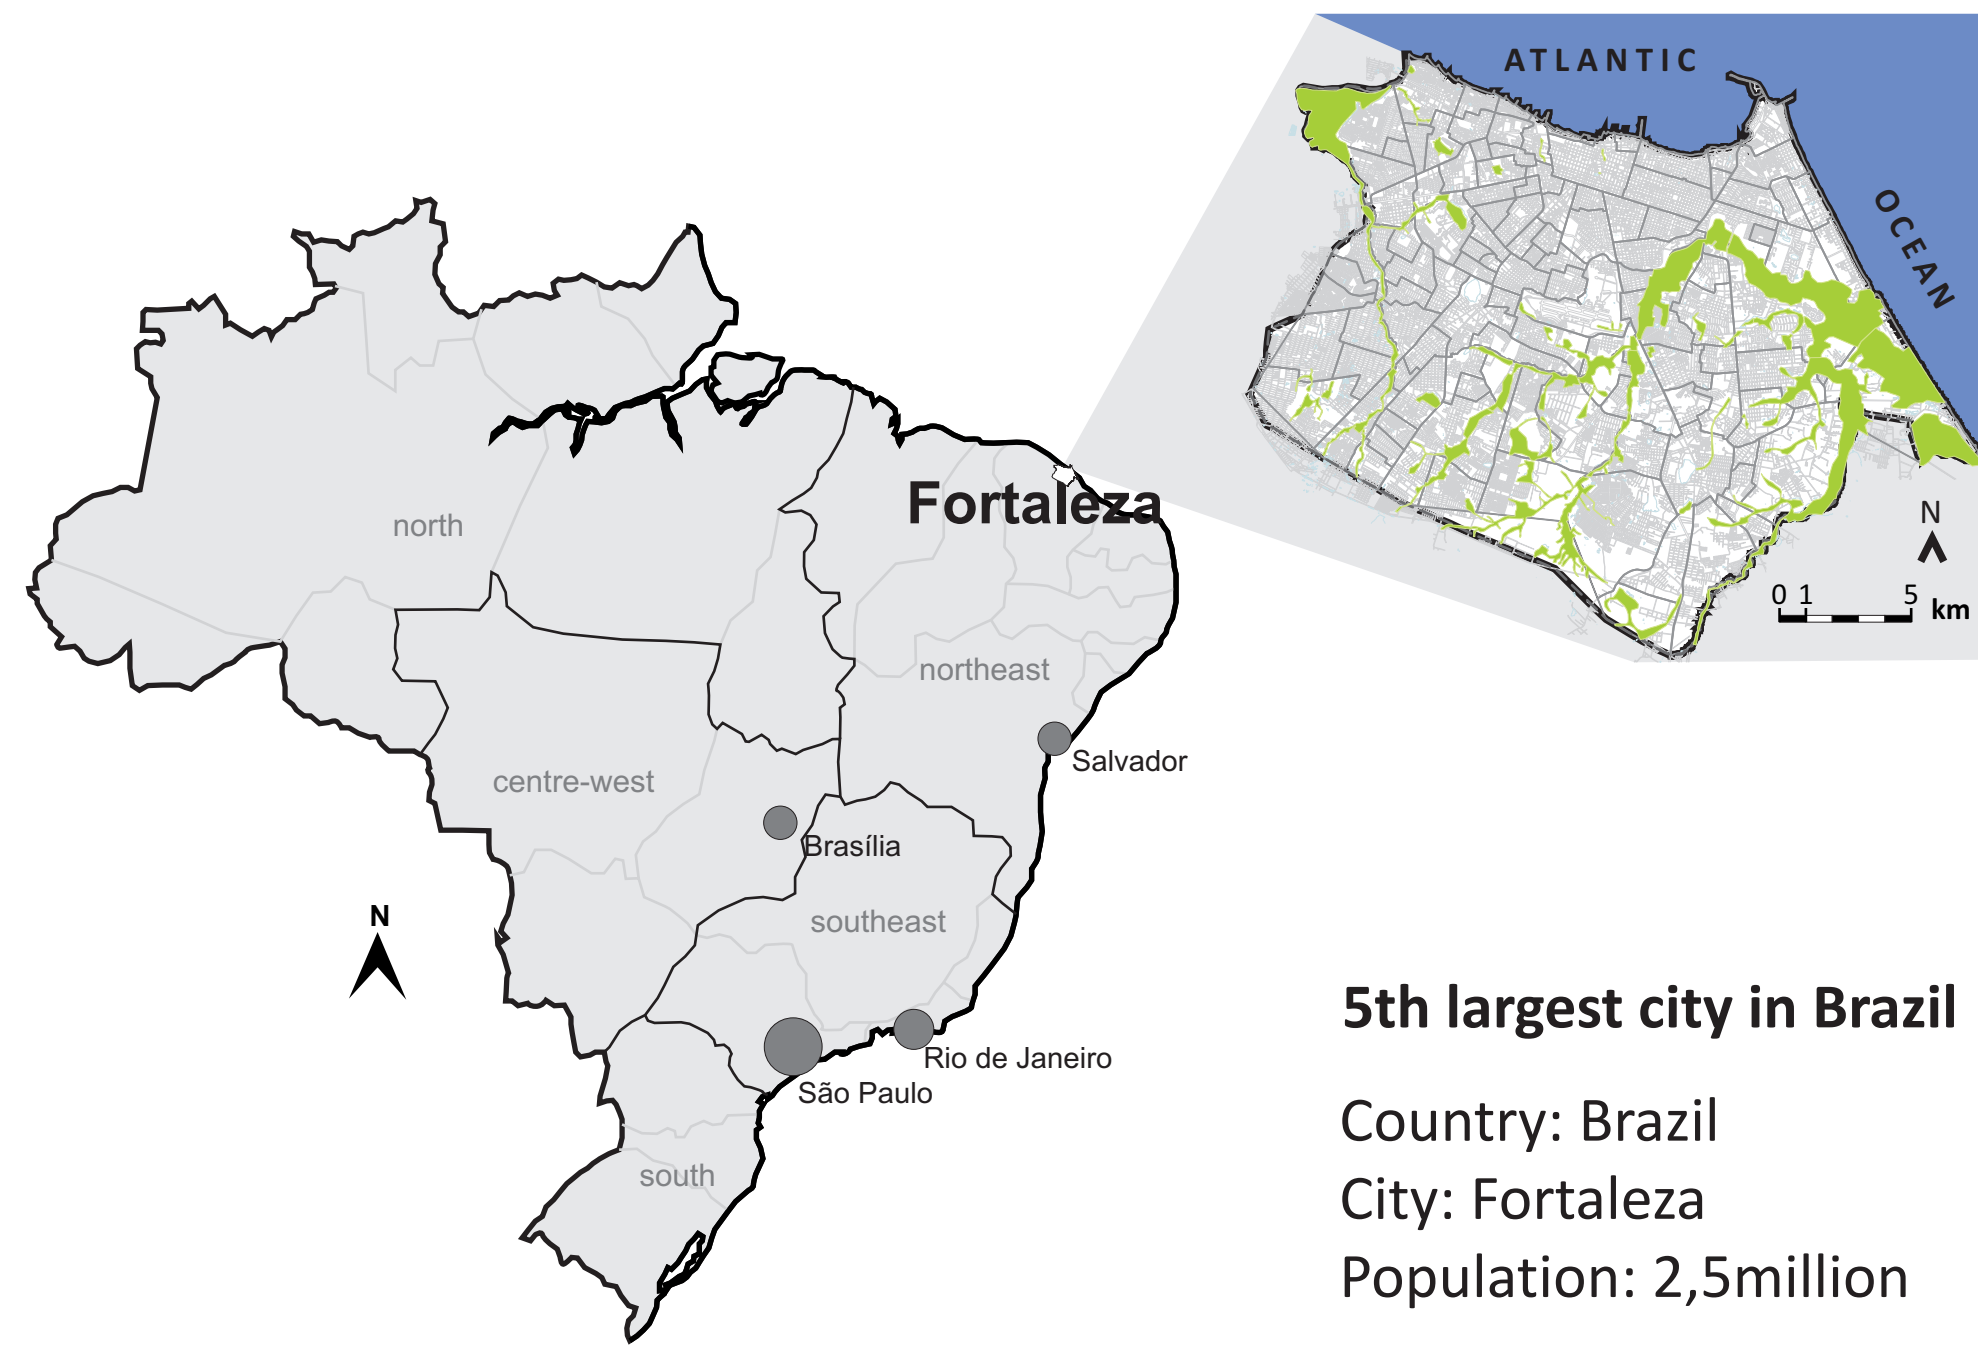 ATLANTIC
OCEAN
N
0 1 5 km
Fortaleza
north
northeast
Salvador
centre-west
Brasília
southeast
N
Rio de Janeiro
São Paulo
south
5th largest city in Brazil
Country: Brazil
City: Fortaleza
Population: 2,5million